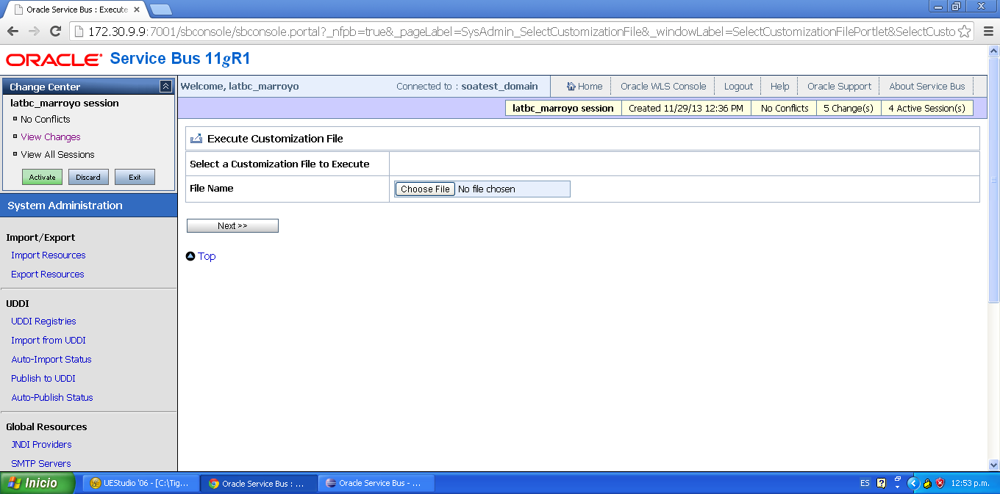 Oracle Service Bus : Execute
172.30.9.9:7001/sbconsole/sbconsole.portal?_nfpb=true&_pageLabel=SysAdmin_SelectCustomizationFile&_windowLabel=SelectCustomizationFilePortlet&SelectCusto
ORACLE Service Bus 11gR1
Change Center
latbc_marroyo session
No Conflicts
View Changes
View All Sessions
Activate Discard Exit
System Administration
Import/Export
Import Resources
Export Resources
UDDI
UDDI Registries
Import from UDDI
Auto-Import Status
Publish to UDDI
Auto-Publish Status
Global Resources
JNDI Providers
SMTP Servers
Welcome, latbc_marroyo Connected to : soatest_domain Home Oracle WLS Console Logout Help Oracle Support About Service Bus
latbc_marroyo session Created 11/29/13 12:36 PM No Conflicts 5 Change(s) 4 Active Session(s)
Execute Customization File
Select a Customization File to Execute
File Name Choose File No file chosen
Next >>
Top
Inicio UEStudio '06 - [C:\Tig... Oracle Service Bus : ... Oracle Service Bus - ... ES 12:53 p.m.